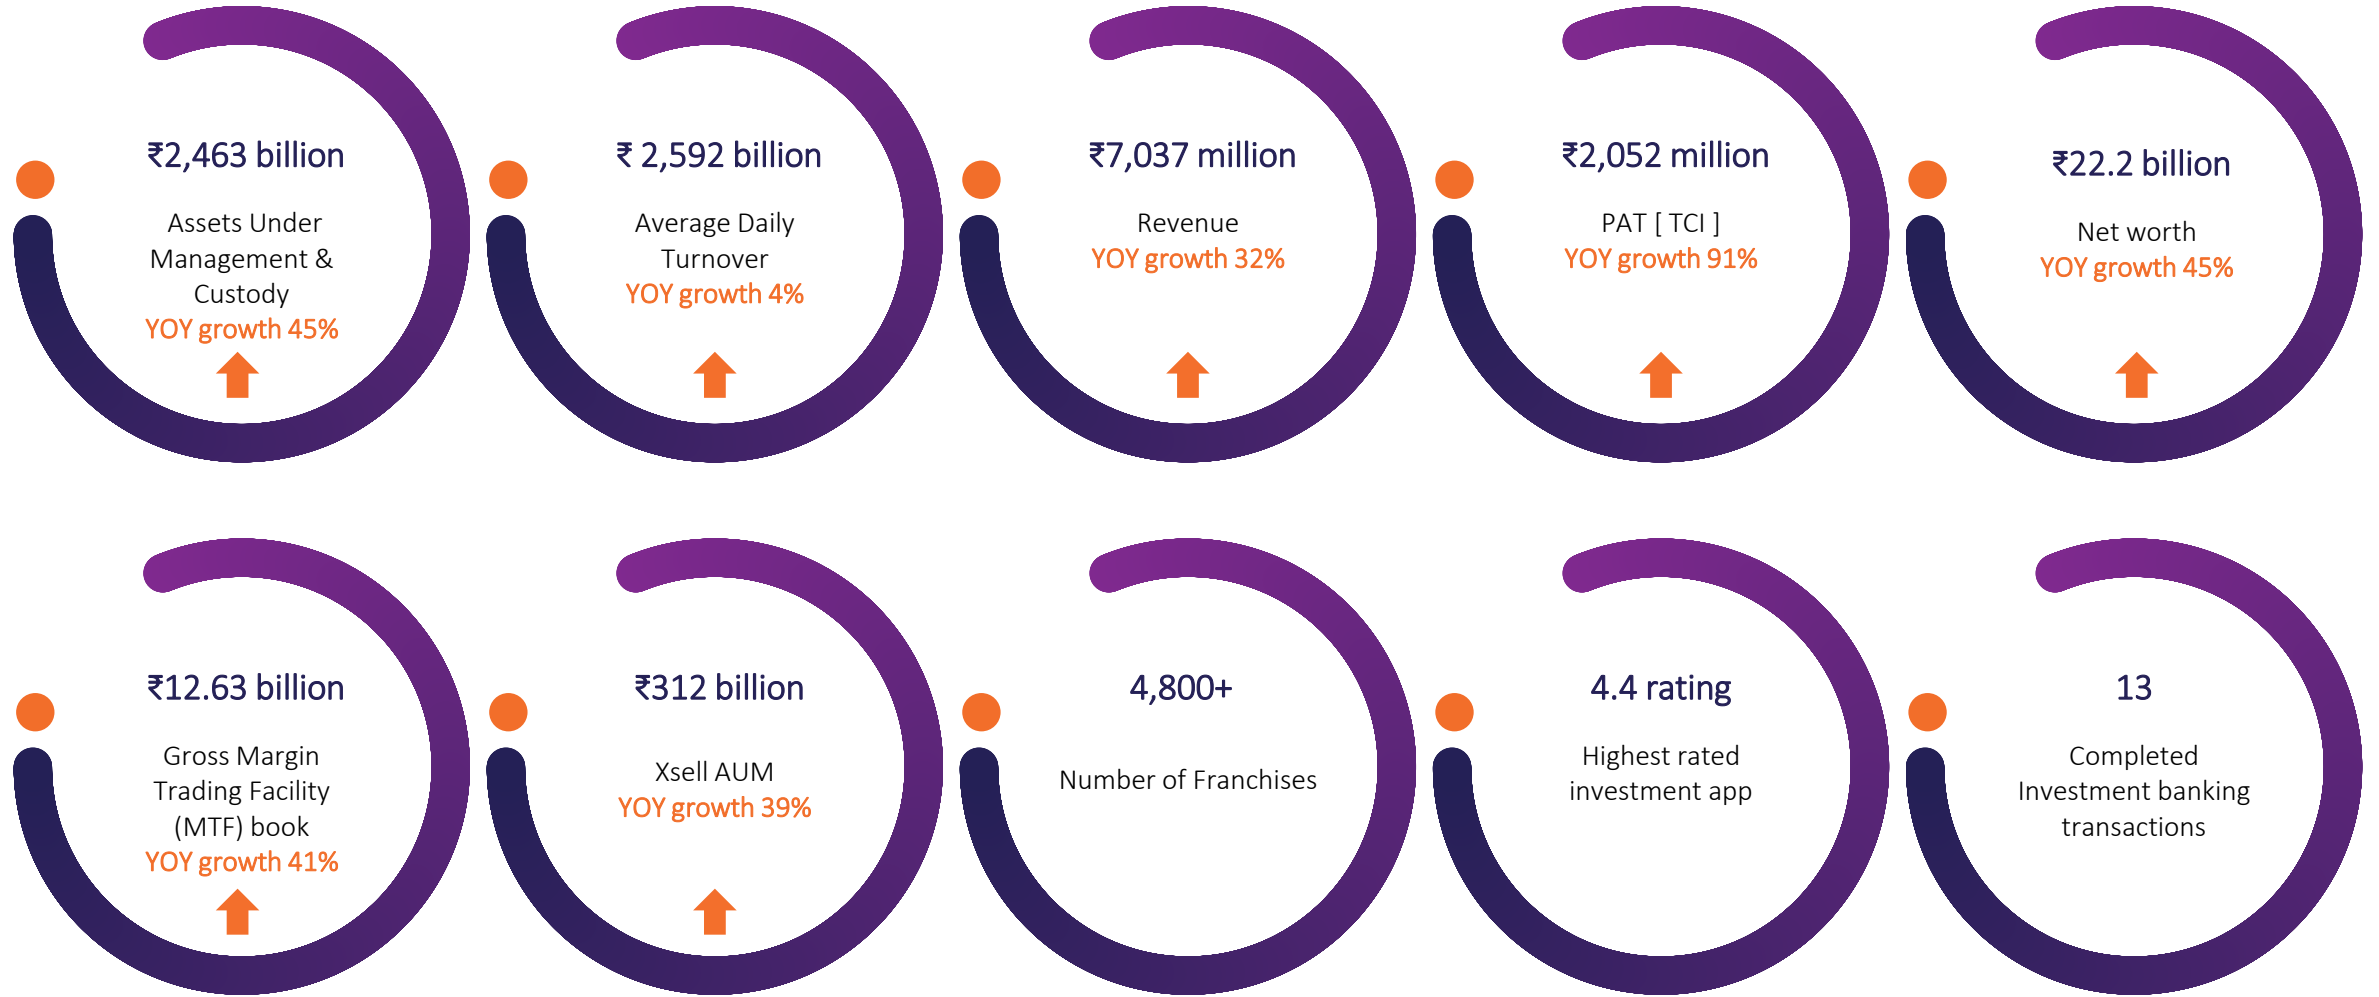 ₹2,463 billion
Assets Under
Management &
Custody
YOY growth 45%
₹ 2,592 billion
Average Daily
Turnover
YOY growth 4%
₹7,037 million
Revenue
YOY growth 32%
₹2,052 million
PAT [ TCI ]
YOY growth 91%
₹22.2 billion
Net worth
YOY growth 45%
₹12.63 billion
Gross Margin
Trading Facility
(MTF) book
YOY growth 41%
₹312 billion
Xsell AUM
YOY growth 39%
4,800+
Number of Franchises
4.4 rating
Highest rated
investment app
13
Completed
Investment banking
transactions